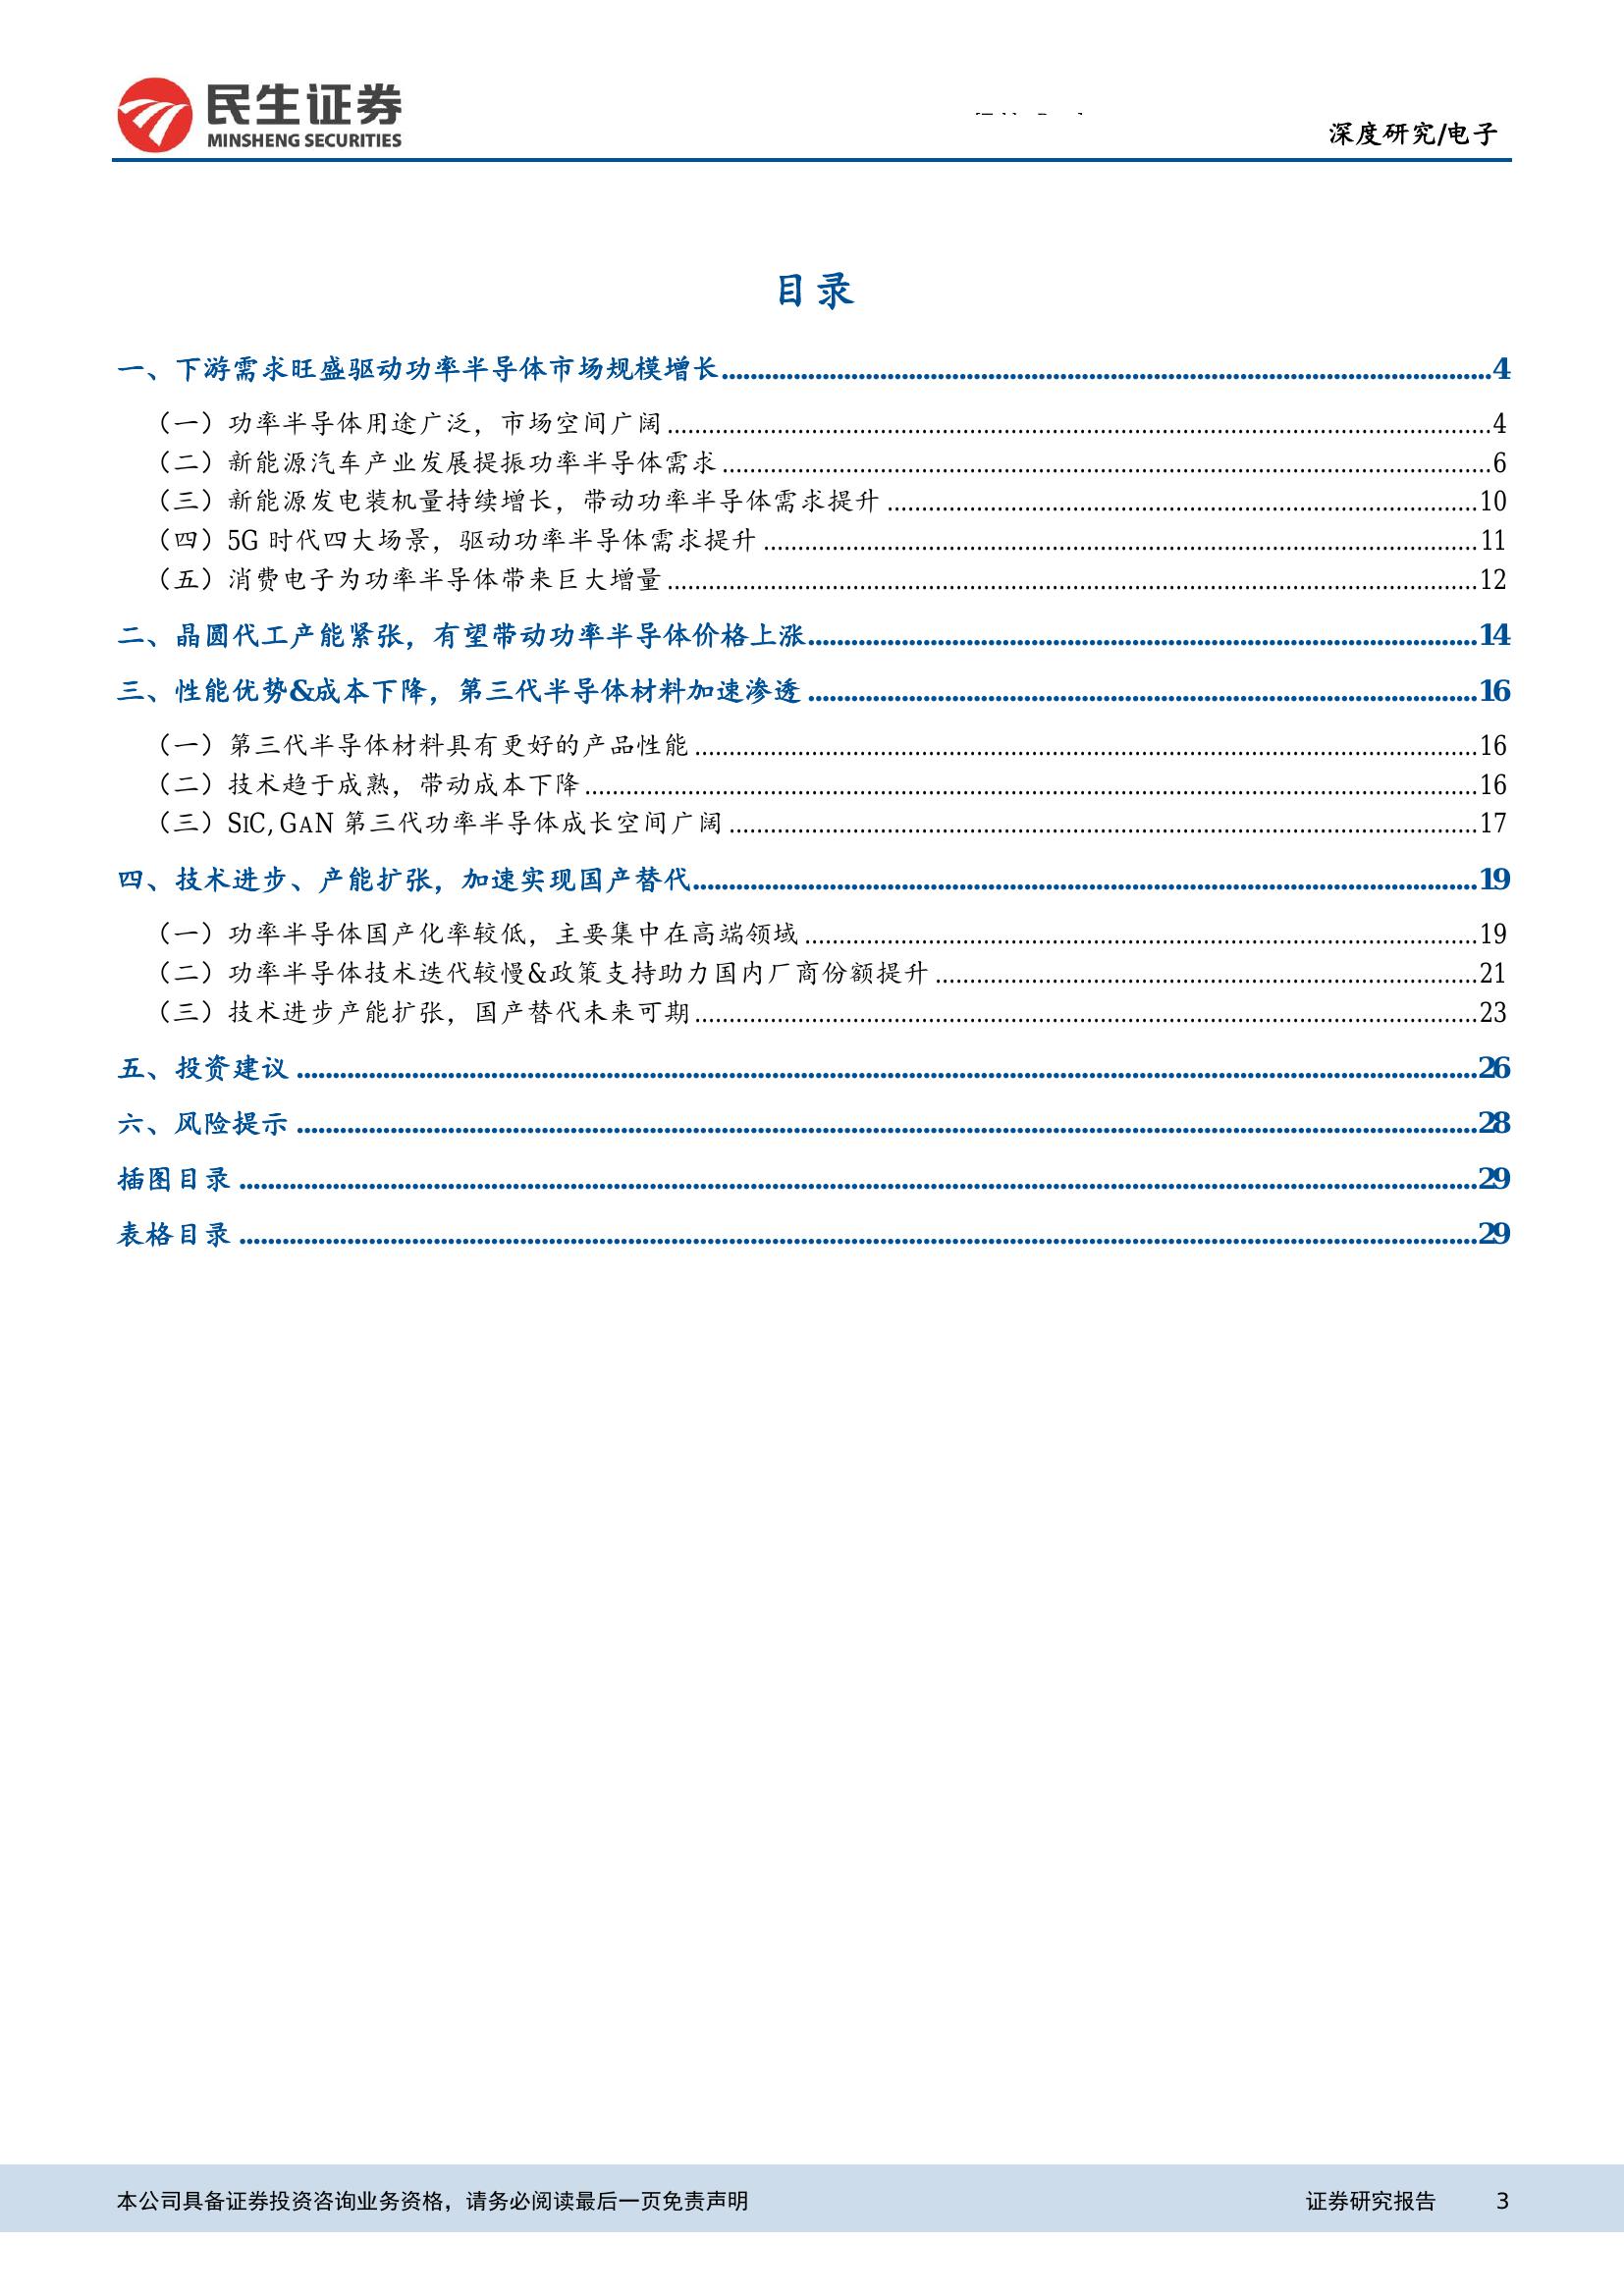 民生证券
MINSHENG SECURITIES
深度研究/电子
目录
一、下游需求旺盛驱动功率半导体市场规模增长....................4
（一）功率半导体用途广泛，市场空间广阔....................4
（二）新能源汽车产业发展提振功率半导体需求....................6
（三）新能源发电装机量持续增长，带动功率半导体需求提升....................10
（四）5G 时代四大场景，驱动功率半导体需求提升....................11
（五）消费电子为功率半导体带来巨大增量....................12
二、晶圆代工产能紧张，有望带动功率半导体价格上涨....................14
三、性能优势&成本下降，第三代半导体材料加速渗透....................16
（一）第三代半导体材料具有更好的产品性能....................16
（二）技术趋于成熟，带动成本下降....................16
（三）SIC, GAN 第三代功率半导体成长空间广阔....................17
四、技术进步、产能扩张，加速实现国产替代....................19
（一）功率半导体国产化率较低，主要集中在高端领域....................19
（二）功率半导体技术迭代较慢&政策支持助力国内厂商份额提升....................21
（三）技术进步产能扩张，国产替代未来可期....................23
五、投资建议....................26
六、风险提示....................28
插图目录....................29
表格目录....................29
本公司具备证券投资咨询业务资格，请务必阅读最后一页免责声明
证券研究报告 3